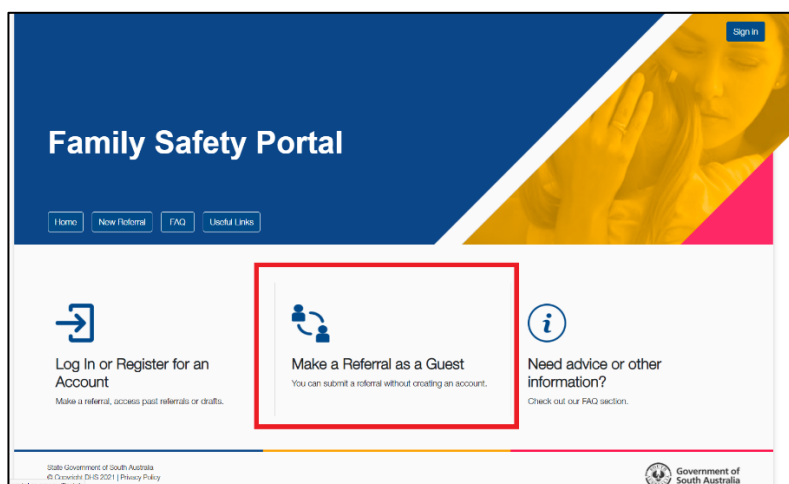 Sign in
Family Safety Portal
Home
New Referral
FAQ
Useful Links
Log In or Register for an
Account
Make a referral, access past referrals or drafts.
Make a Referral as a Guest
You can submit a referral without creating an account.
Need advice or other
information?
Check out our FAQ section.
State Government of South Australia
© Copyright DHS 2021 | Privacy Policy
Government of
South Australia